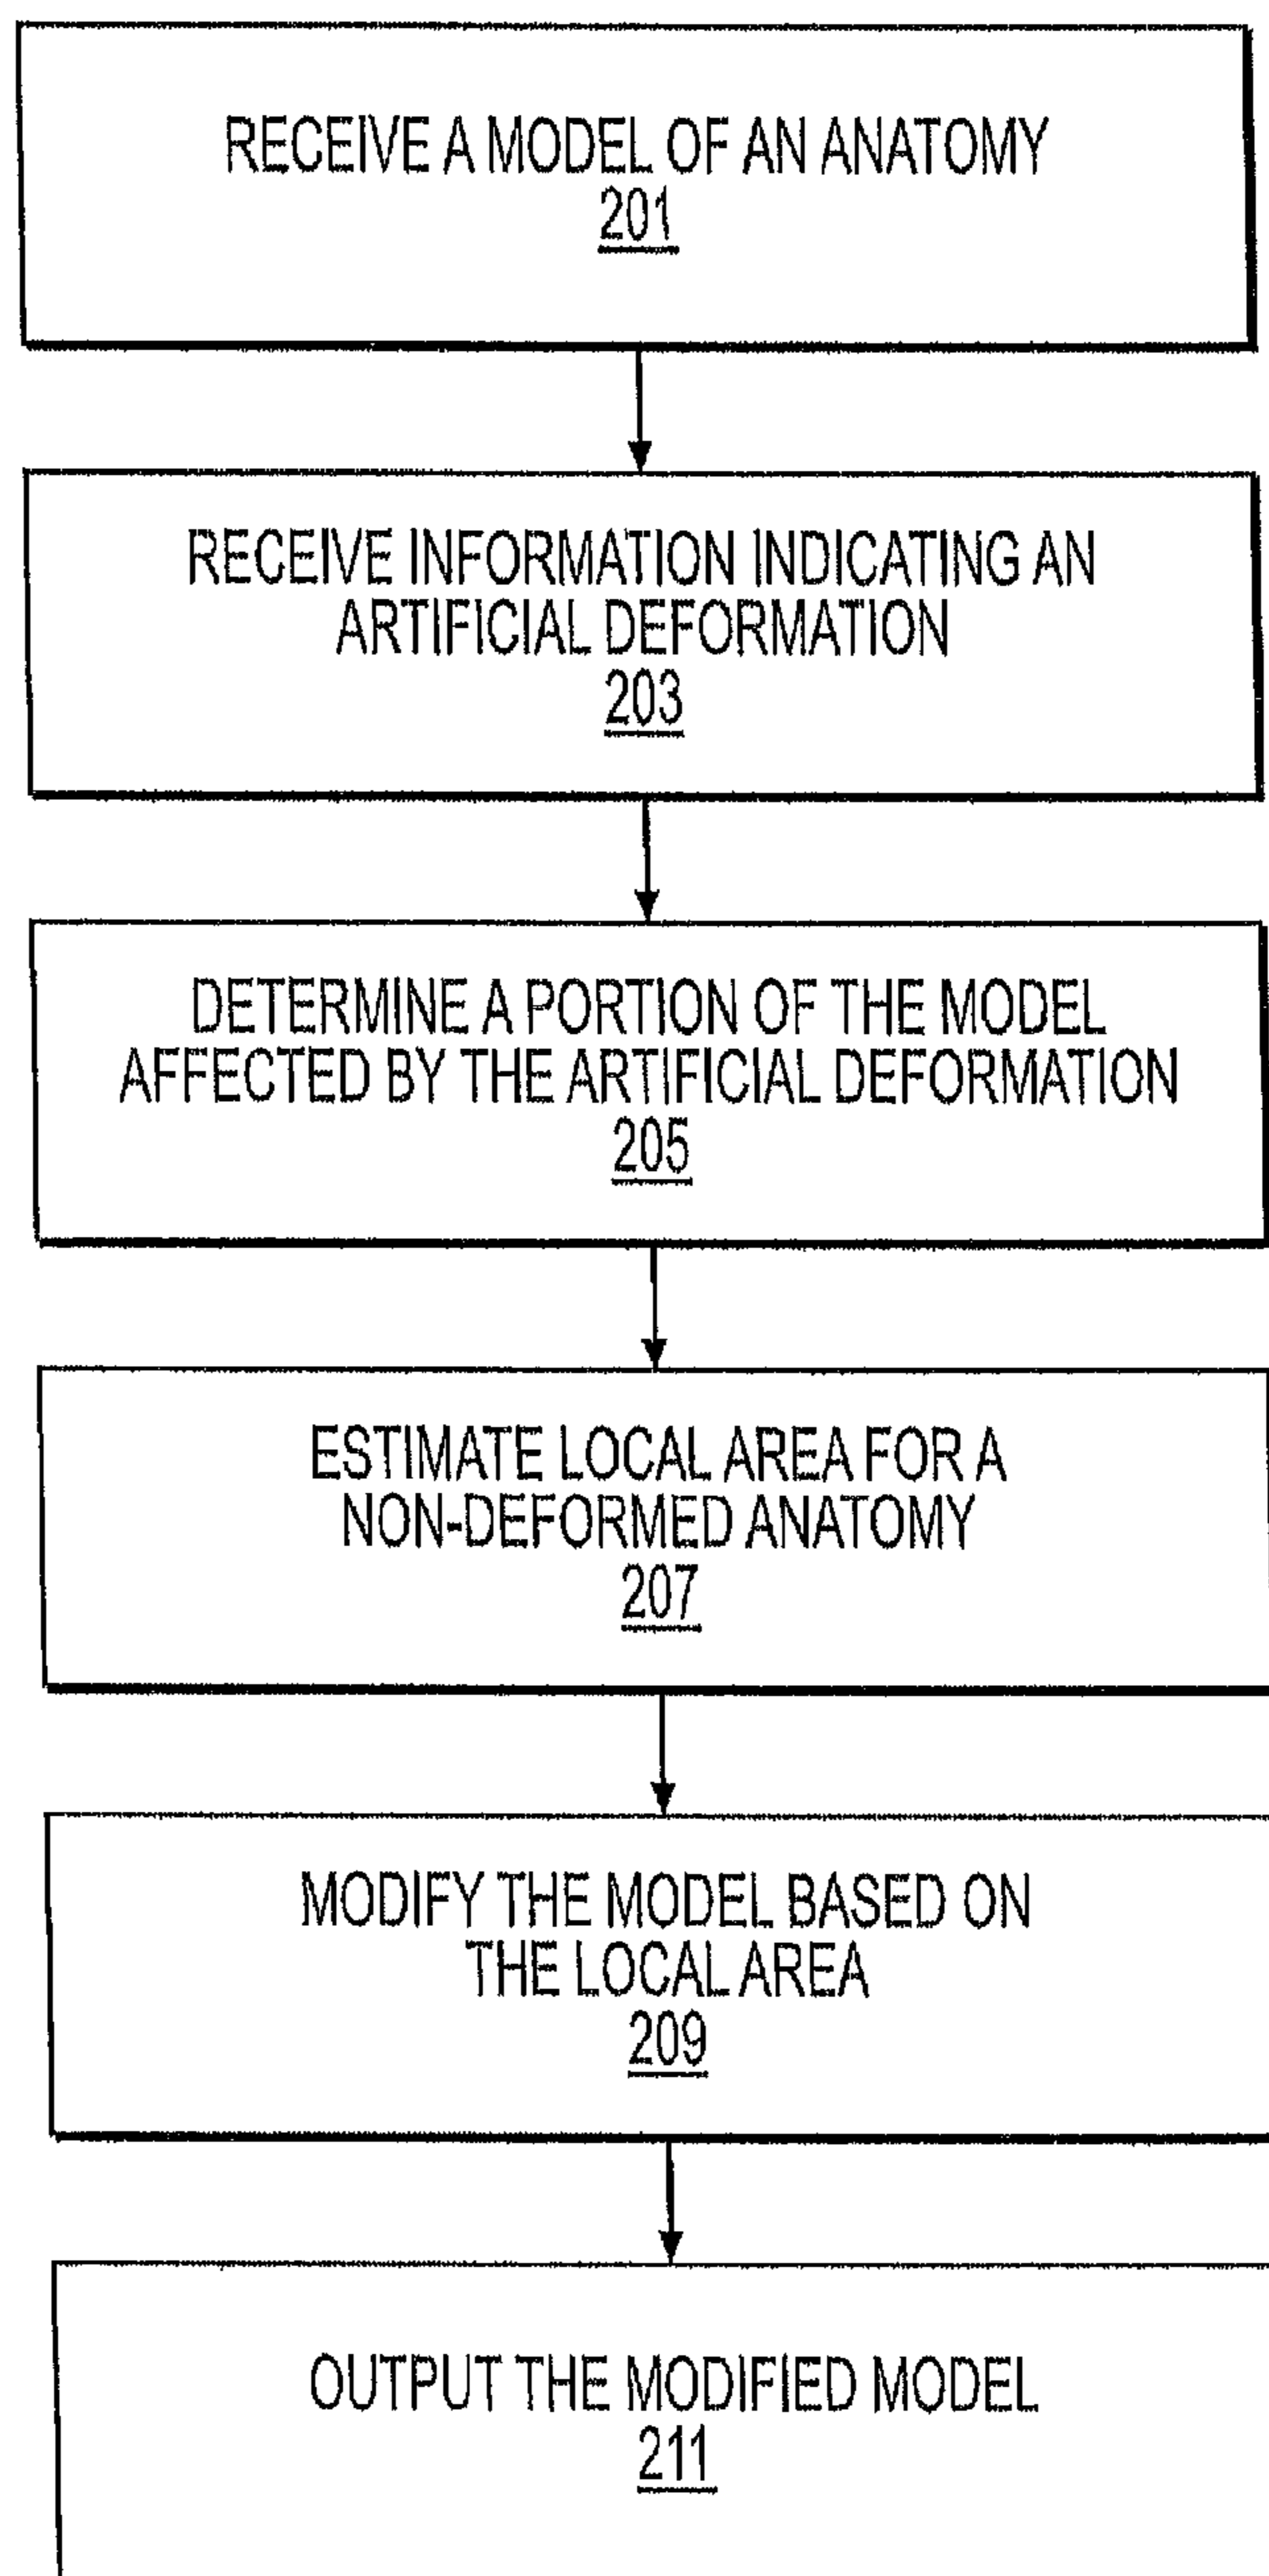 RECEIVE A MODEL OF AN ANATOMY
201
RECEIVE INFORMATION INDICATING AN
ARTIFICIAL DEFORMATION
203
DETERMINE A PORTION OF THE MODEL
AFFECTED BY THE ARTIFICIAL DEFORMATION
205
ESTIMATE LOCAL AREA FOR A
NON-DEFORMED ANATOMY
207
MODIFY THE MODEL BASED ON
THE LOCAL AREA
209
OUTPUT THE MODIFIED MODEL
211